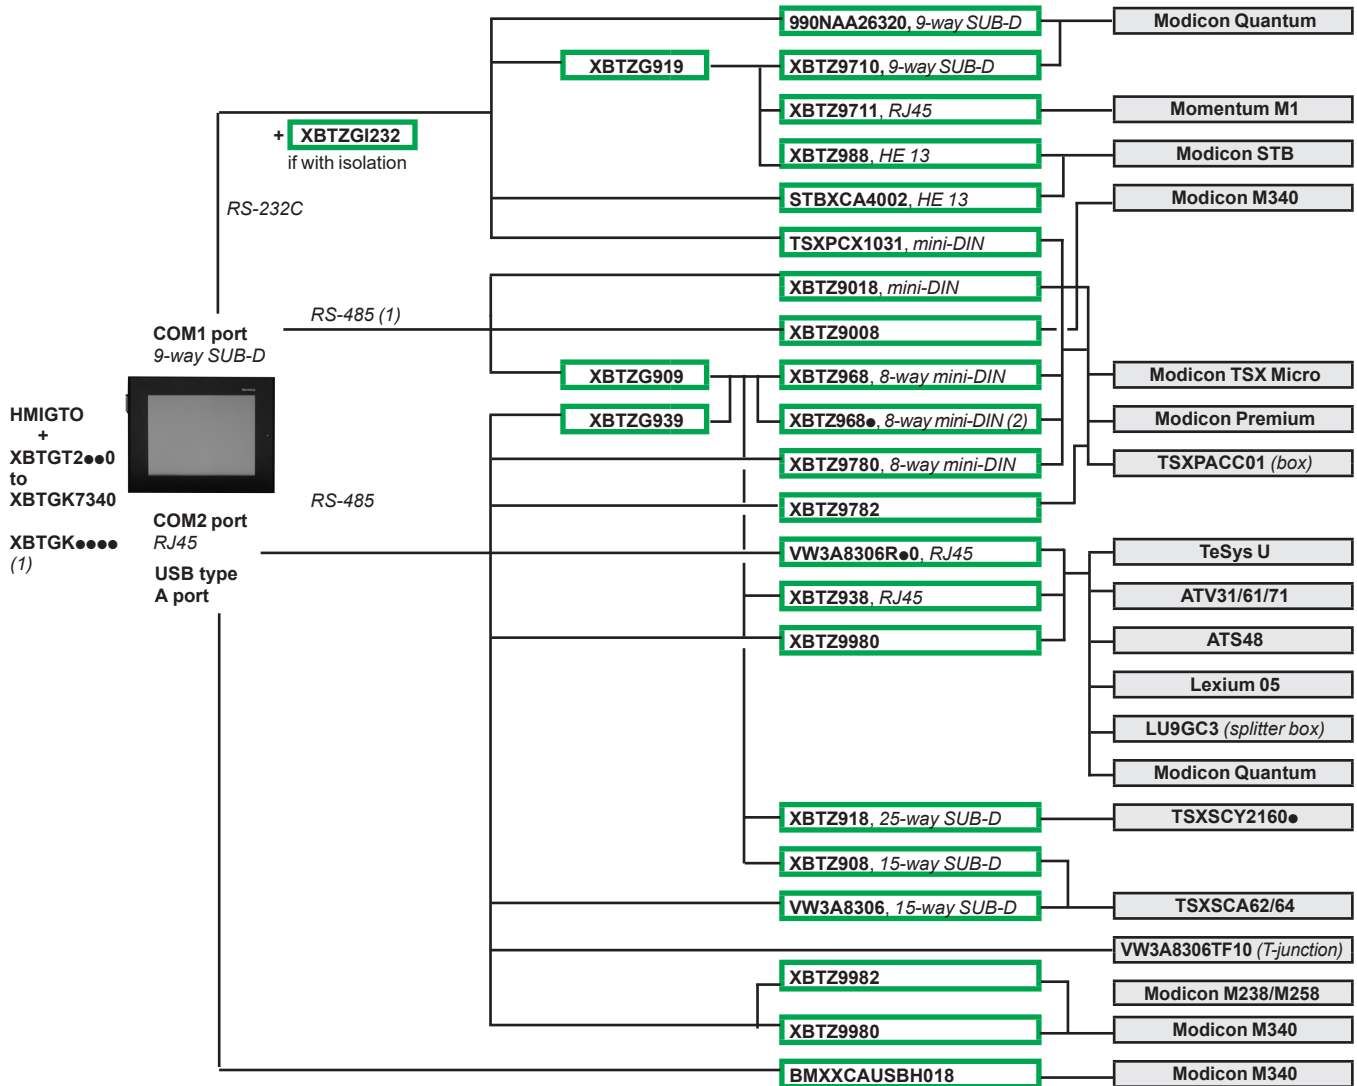 990NAA26320, 9-way SUB-D
Modicon Quantum
XBTZG919
XBTZ9710, 9-way SUB-D
XBTZ9711, RJ45
Momentum M1
+ XBTZGI232
if with isolation
XBTZ988, HE 13
Modicon STB
RS-232C
STBXCA4002, HE 13
Modicon M340
TSXPCX1031, mini-DIN
XBTZ9018, mini-DIN
RS-485 (1)
COM1 port
9-way SUB-D
XBTZ9008
XBTZG909
XBTZ968, 8-way mini-DIN
Modicon TSX Micro
XBTZG939
XBTZ968●, 8-way mini-DIN (2)
Modicon Premium
HMIGTO
+
XBTGT2●●0
to
XBTGK7340
XBTGK●●●●
(1)
XBTZ9780, 8-way mini-DIN
TSXPACC01 (box)
RS-485
XBTZ9782
COM2 port
RJ45
USB type
A port
VW3A8306R●0, RJ45
TeSys U
XBTZ938, RJ45
ATV31/61/71
XBTZ9980
ATS48
Lexium 05
LU9GC3 (splitter box)
Modicon Quantum
XBTZ918, 25-way SUB-D
TSXSCY2160●
XBTZ908, 15-way SUB-D
VW3A8306, 15-way SUB-D
TSXSCA62/64
VW3A8306TF10 (T-junction)
XBTZ9982
Modicon M238/M258
XBTZ9980
Modicon M340
BMXXCAUSBH018
Modicon M340